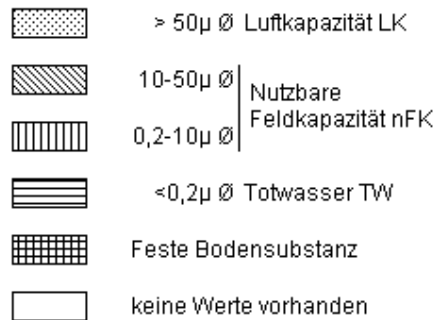 > 50µ Ø Luftkapazität LK
10-50µ Ø
Nutzbare
Feldkapazität nFK
0,2-10µ Ø
<0,2µ Ø Totwasser TW
Feste Bodensubstanz
keine Werte vorhanden